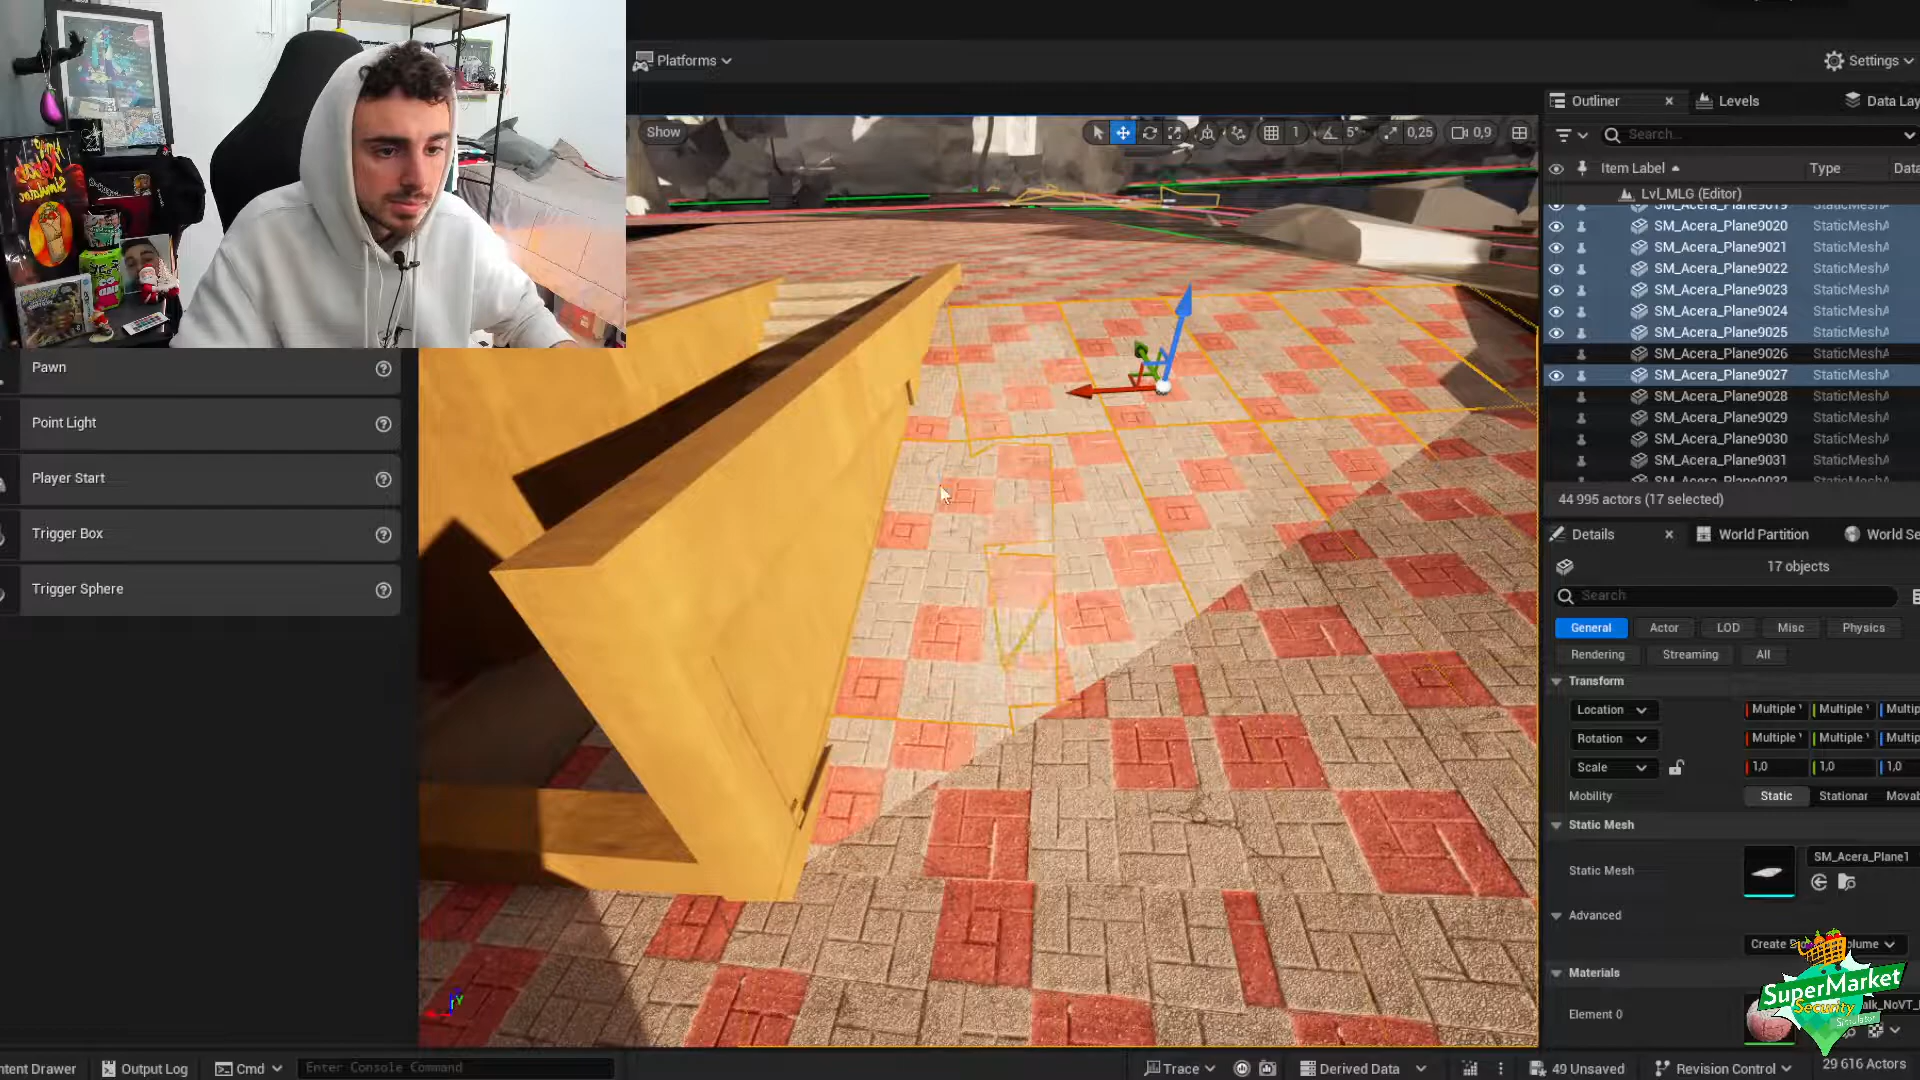 Platforms
Settings
Outliner
Levels
Data Lay
Show
1
5°
0,25
0,9
Search...
Item Label
Type
Data
Lvl_MLG (Editor)
SM_Acera_Plane9019
SM_Acera_Plane9020 StaticMeshA
SM_Acera_Plane9021 StaticMeshA
SM_Acera_Plane9022 StaticMeshA
SM_Acera_Plane9023 StaticMeshA
SM_Acera_Plane9024 StaticMeshA
SM_Acera_Plane9025 StaticMeshA
SM_Acera_Plane9026 StaticMeshA
SM_Acera_Plane9027 StaticMeshA
SM_Acera_Plane9028 StaticMeshA
SM_Acera_Plane9029 StaticMeshA
SM_Acera_Plane9030 StaticMeshA
SM_Acera_Plane9031 StaticMeshA
44 995 actors (17 selected)
Details
World Partition
World Se
17 objects
Search
General
Actor
LOD
Misc
Physics
Rendering
Streaming
All
Transform
Location
Multiple
Multiple
Multip
Rotation
Multiple
Multiple
Multip
Scale
1,0
1,0
1,0
Mobility
Static
Stationar
Movab
Static Mesh
Static Mesh
SM_Acera_Plane1
Advanced
Create
olume
Materials
Element 0
alk_NoVT_
SuperMarket
Security
Simulator
Pawn
Point Light
Player Start
Trigger Box
Trigger Sphere
ntent Drawer
Output Log
Cmd
Enter Console Command
Trace
Derived Data
49 Unsaved
Revision Control
29 616 Actors